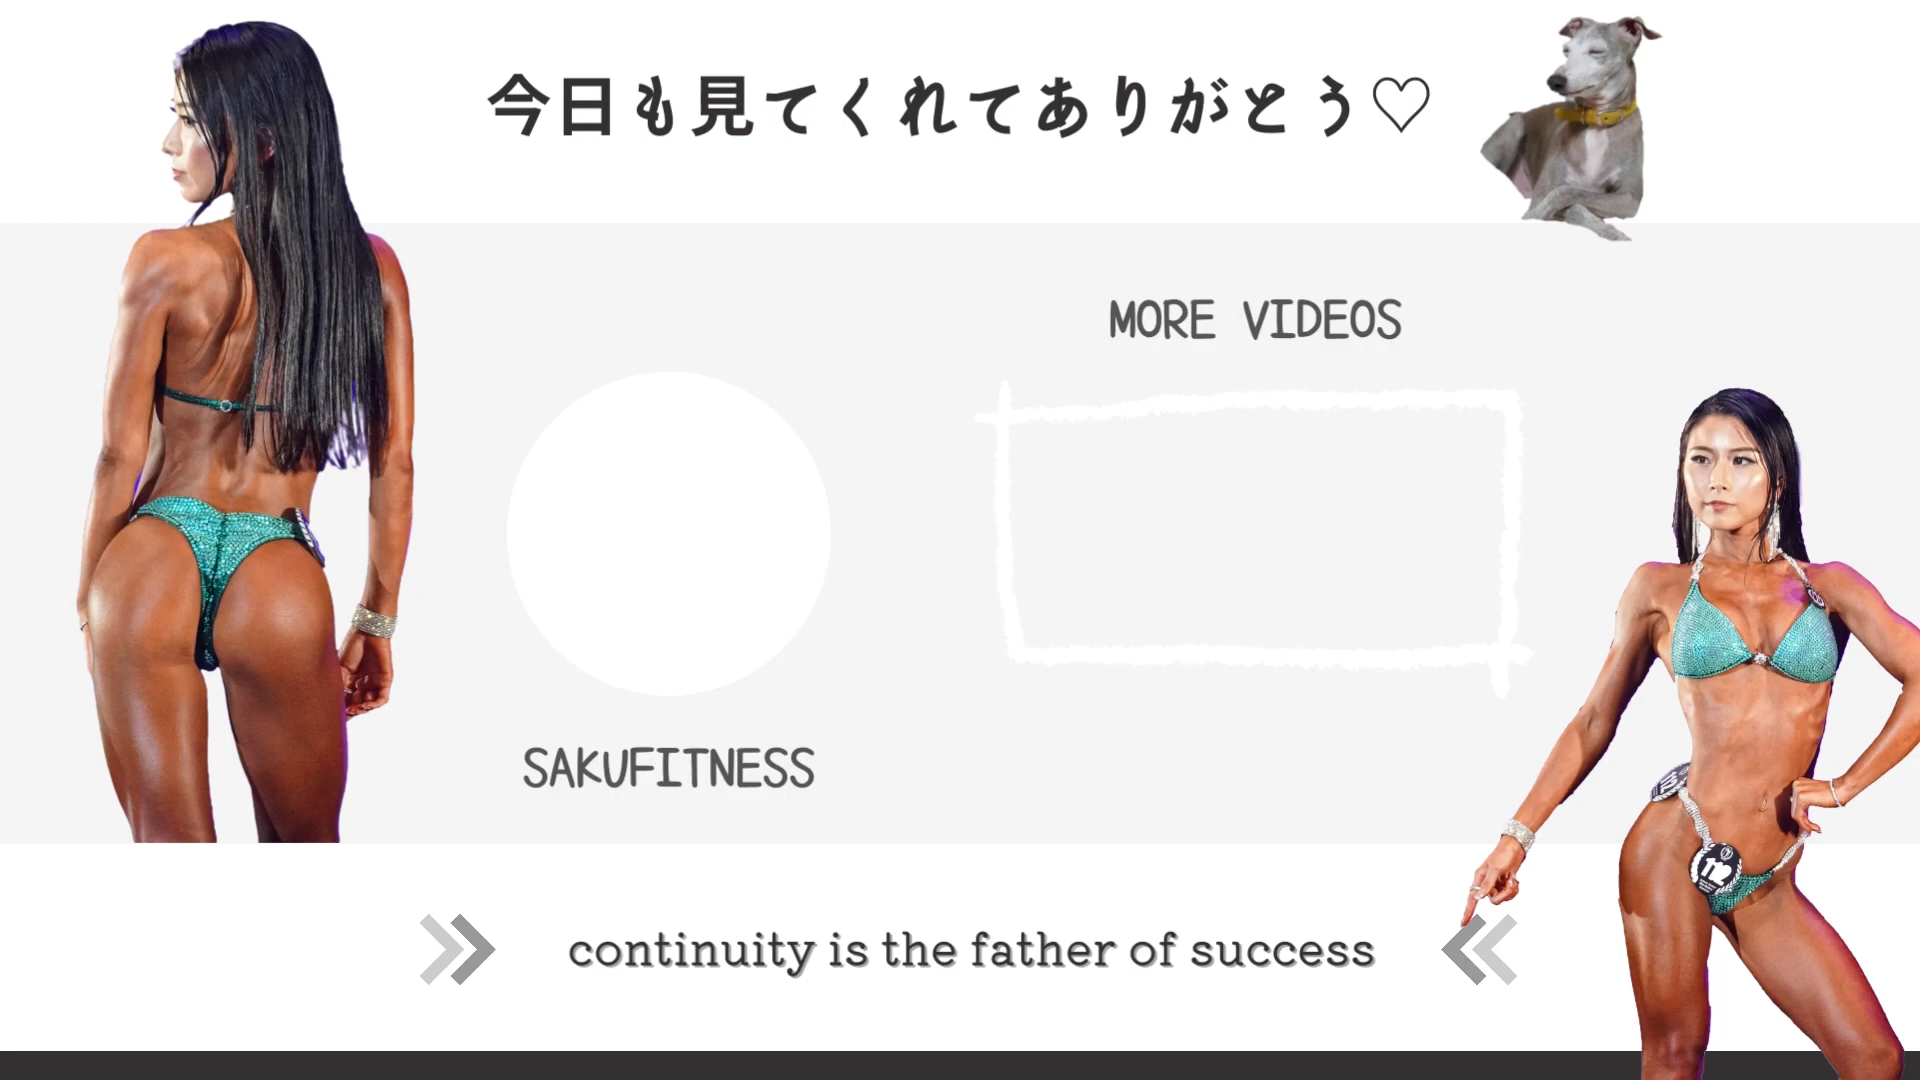 今日も見てくれてありがとう♡
MORE VIDEOS
SAKUFITNESS
112
continuity is the father of success